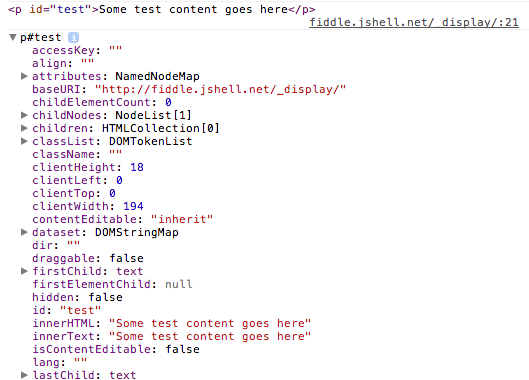 <p id="test">Some test content goes here</p>
fiddle.jshell.net/_display/:21
▼p#test i
accessKey: ""
align: ""
▶attributes: NamedNodeMap
baseURI: "http://fiddle.jshell.net/_display/"
childElementCount: 0
▶childNodes: NodeList[1]
▶children: HTMLCollection[0]
▶classList: DOMTokenList
className: ""
clientHeight: 18
clientLeft: 0
clientTop: 0
clientWidth: 194
contentEditable: "inherit"
▶dataset: DOMStringMap
dir: ""
draggable: false
▶firstChild: text
firstElementChild: null
hidden: false
id: "test"
innerHTML: "Some test content goes here"
innerText: "Some test content goes here"
isContentEditable: false
lang: ""
▶lastChild: text